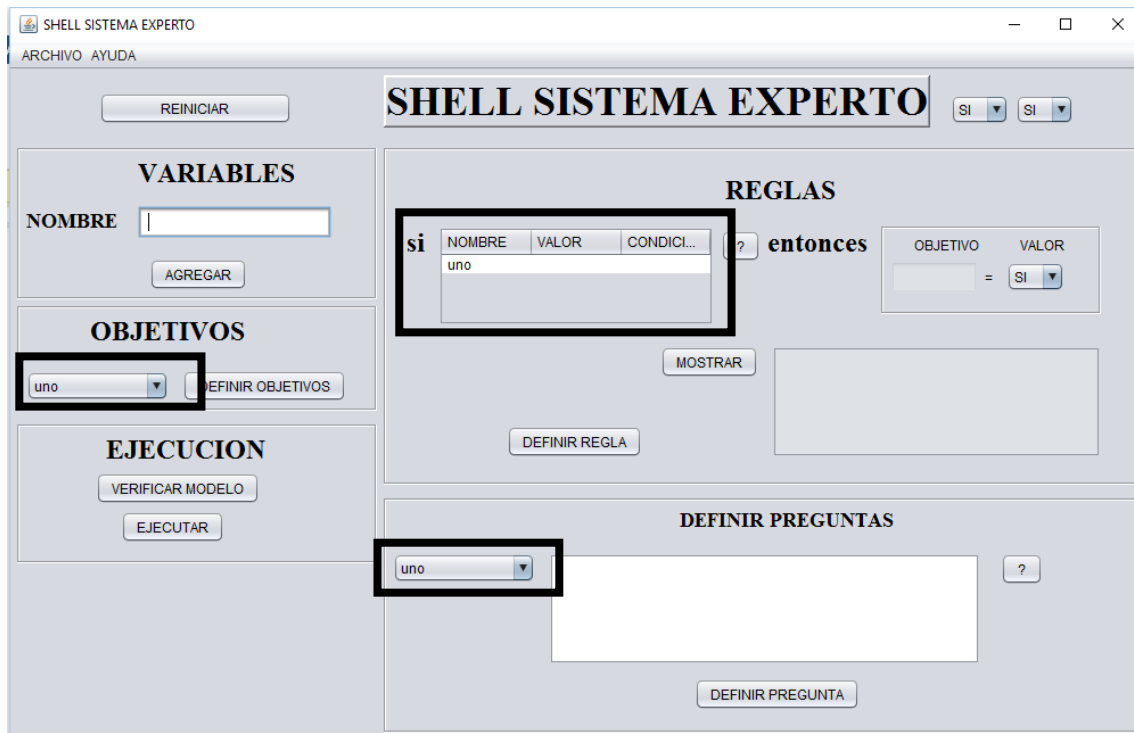 SHELL SISTEMA EXPERTO
ARCHIVO AYUDA
REINICIAR
SHELL SISTEMA EXPERTO
SI SI
VARIABLES
NOMBRE
AGREGAR
OBJETIVOS
uno DEFINIR OBJETIVOS
EJECUCION
VERIFICAR MODELO
EJECUTAR
REGLAS
si NOMBRE VALOR CONDICI... ? entonces OBJETIVO VALOR
uno
= SI
MOSTRAR
DEFINIR REGLA
DEFINIR PREGUNTAS
uno ?
DEFINIR PREGUNTA